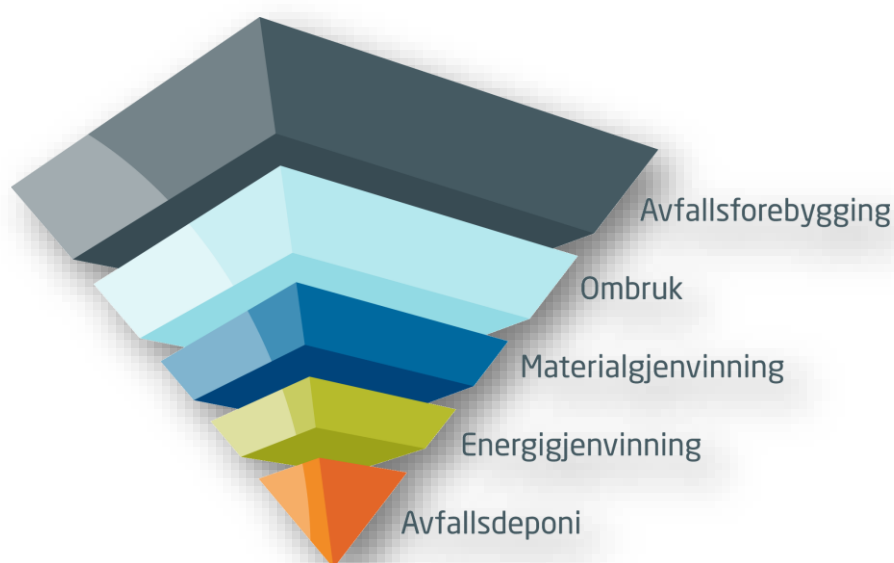 Avfallsforebygging
Ombruk
Materialgjenvinning
Energigjenvinning
Avfallsdeponi